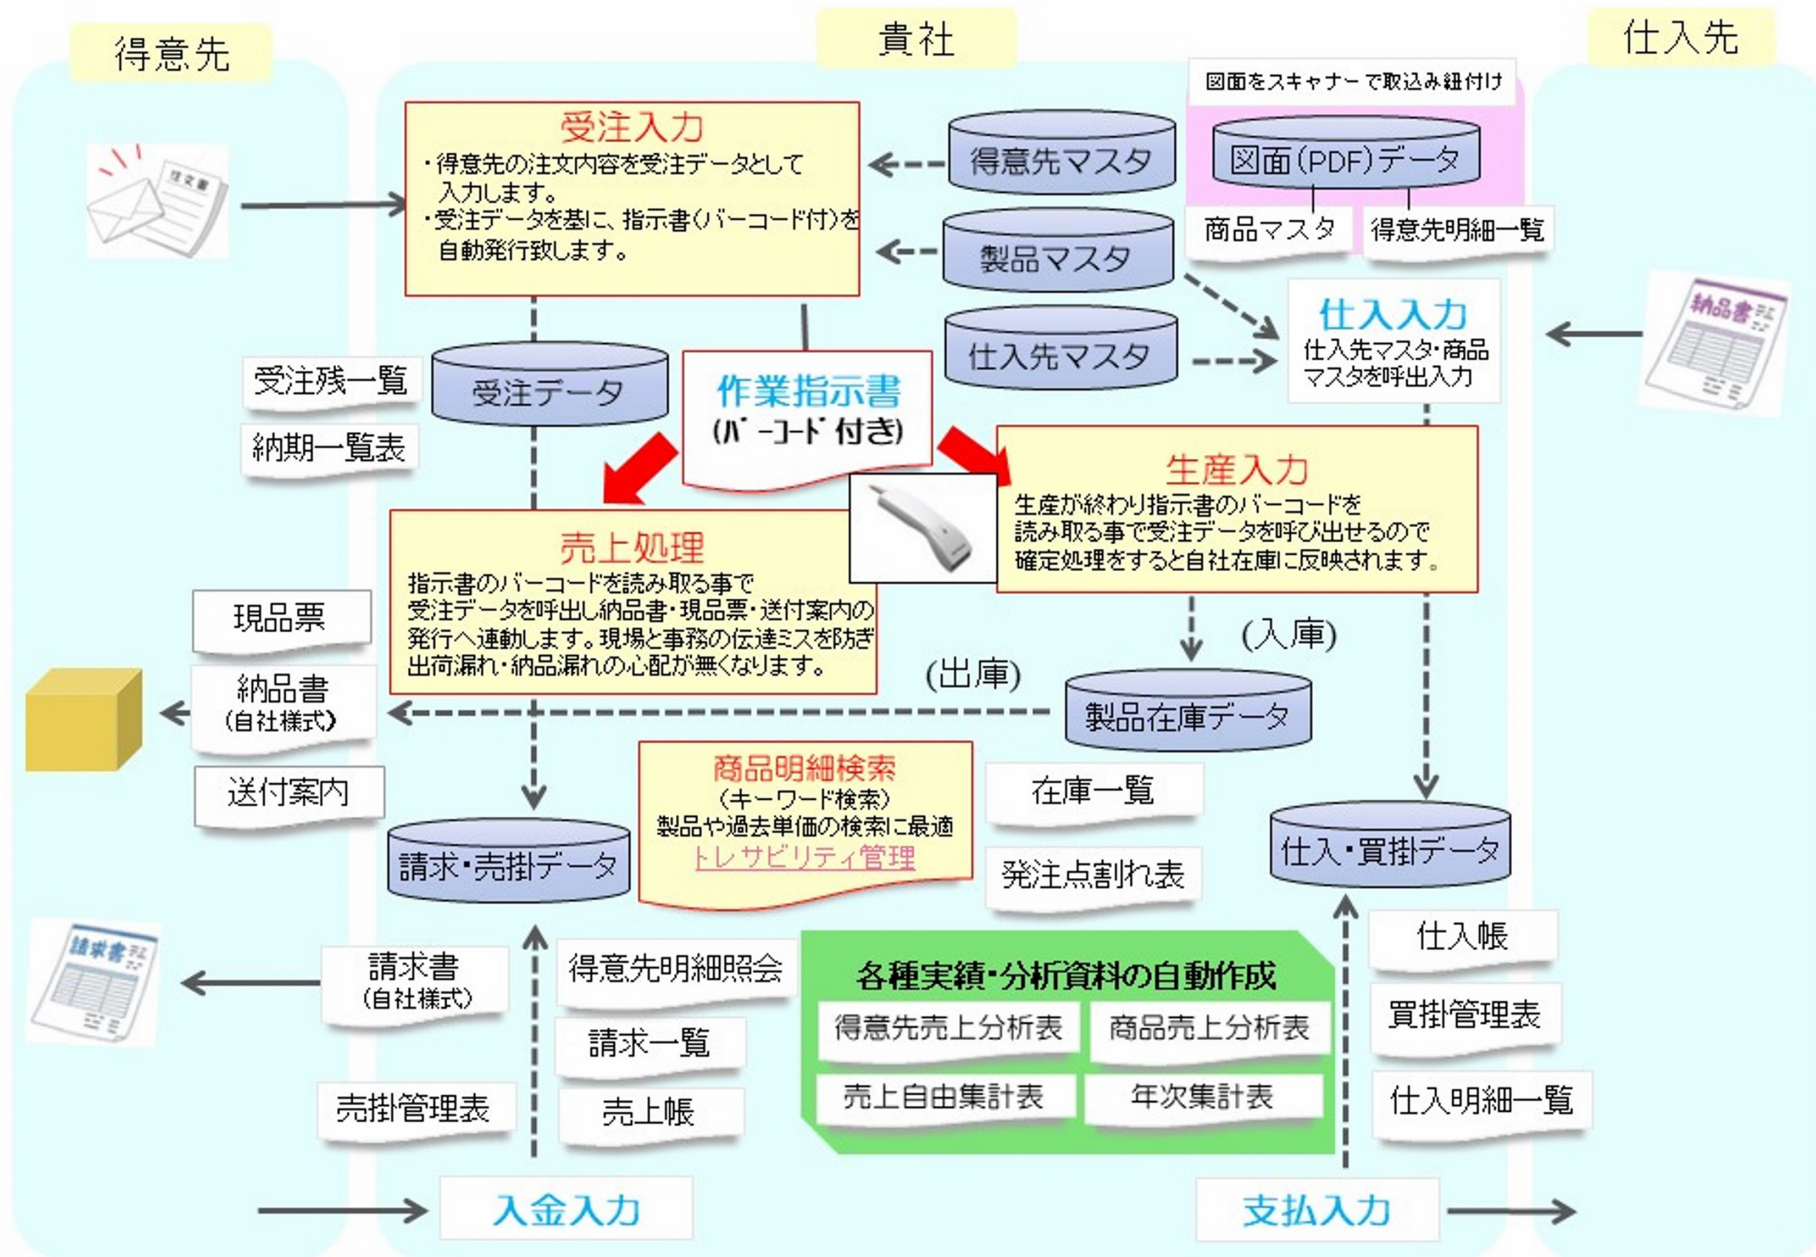 得意先
貴社
仕入先
図面をスキャナーで取込み紐付け
受注入力
・得意先の注文内容を受注データとして
入力します。
・受注データを基に、指示書(バーコード付)を
自動発行致します。
注文書
得意先マスタ
図面(PDF)データ
商品マスタ
得意先明細一覧
製品マスタ
仕入先マスタ
仕入入力
仕入先マスタ・商品
マスタを呼出入力
納品書
受注残一覧
納期一覧表
受注データ
作業指示書
(バーコード付き)
生産入力
生産が終わり指示書のバーコードを
読み取る事で受注データを呼び出せるので
確定処理をすると自社在庫に反映されます。
売上処理
指示書のバーコードを読み取る事で
受注データを呼出し納品書・現品票・送付案内の
発行へ連動します。現場と事務の伝達ミスを防ぎ
出荷漏れ・納品漏れの心配が無くなります。
現品票
納品書
(自社様式)
送付案内
(出庫)
(入庫)
製品在庫データ
商品明細検索
(キーワード検索)
製品や過去単価の検索に最適
トレサビリティ管理
在庫一覧
発注点割れ表
請求・売掛データ
仕入・買掛データ
請求書
請求書
(自社様式)
売掛管理表
得意先明細照会
請求一覧
売上帳
各種実績・分析資料の自動作成
得意先売上分析表
商品売上分析表
売上自由集計表
年次集計表
仕入帳
買掛管理表
仕入明細一覧
入金入力
支払入力